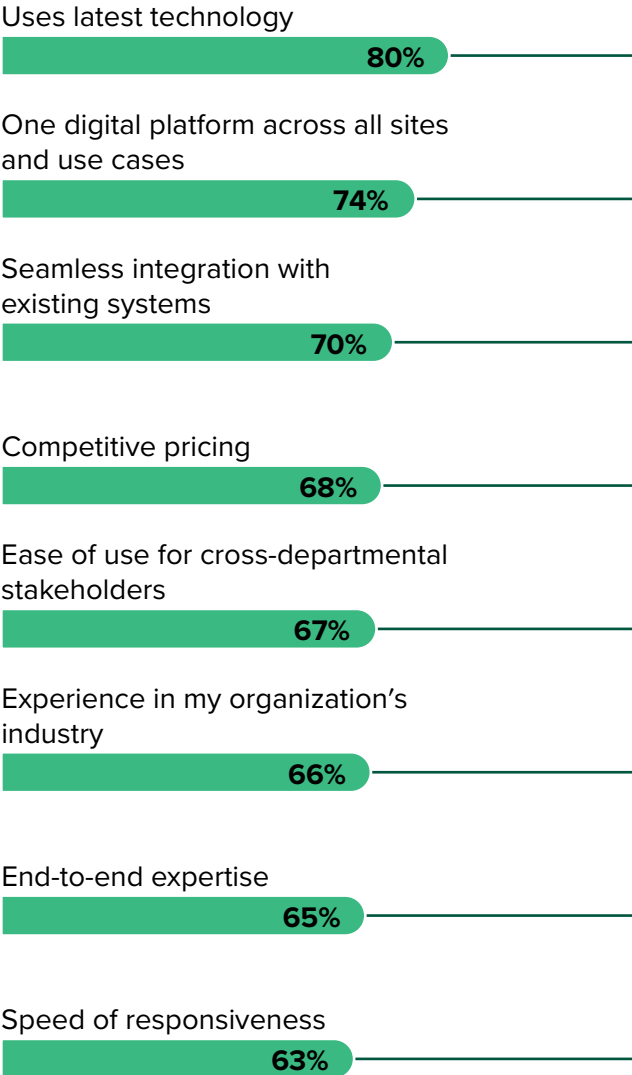 Uses latest technology
80%
One digital platform across all sites
and use cases
74%
Seamless integration with
existing systems
70%
Competitive pricing
68%
Ease of use for cross-departmental
stakeholders
67%
Experience in my organization’s
industry
66%
End-to-end expertise
65%
Speed of responsiveness
63%